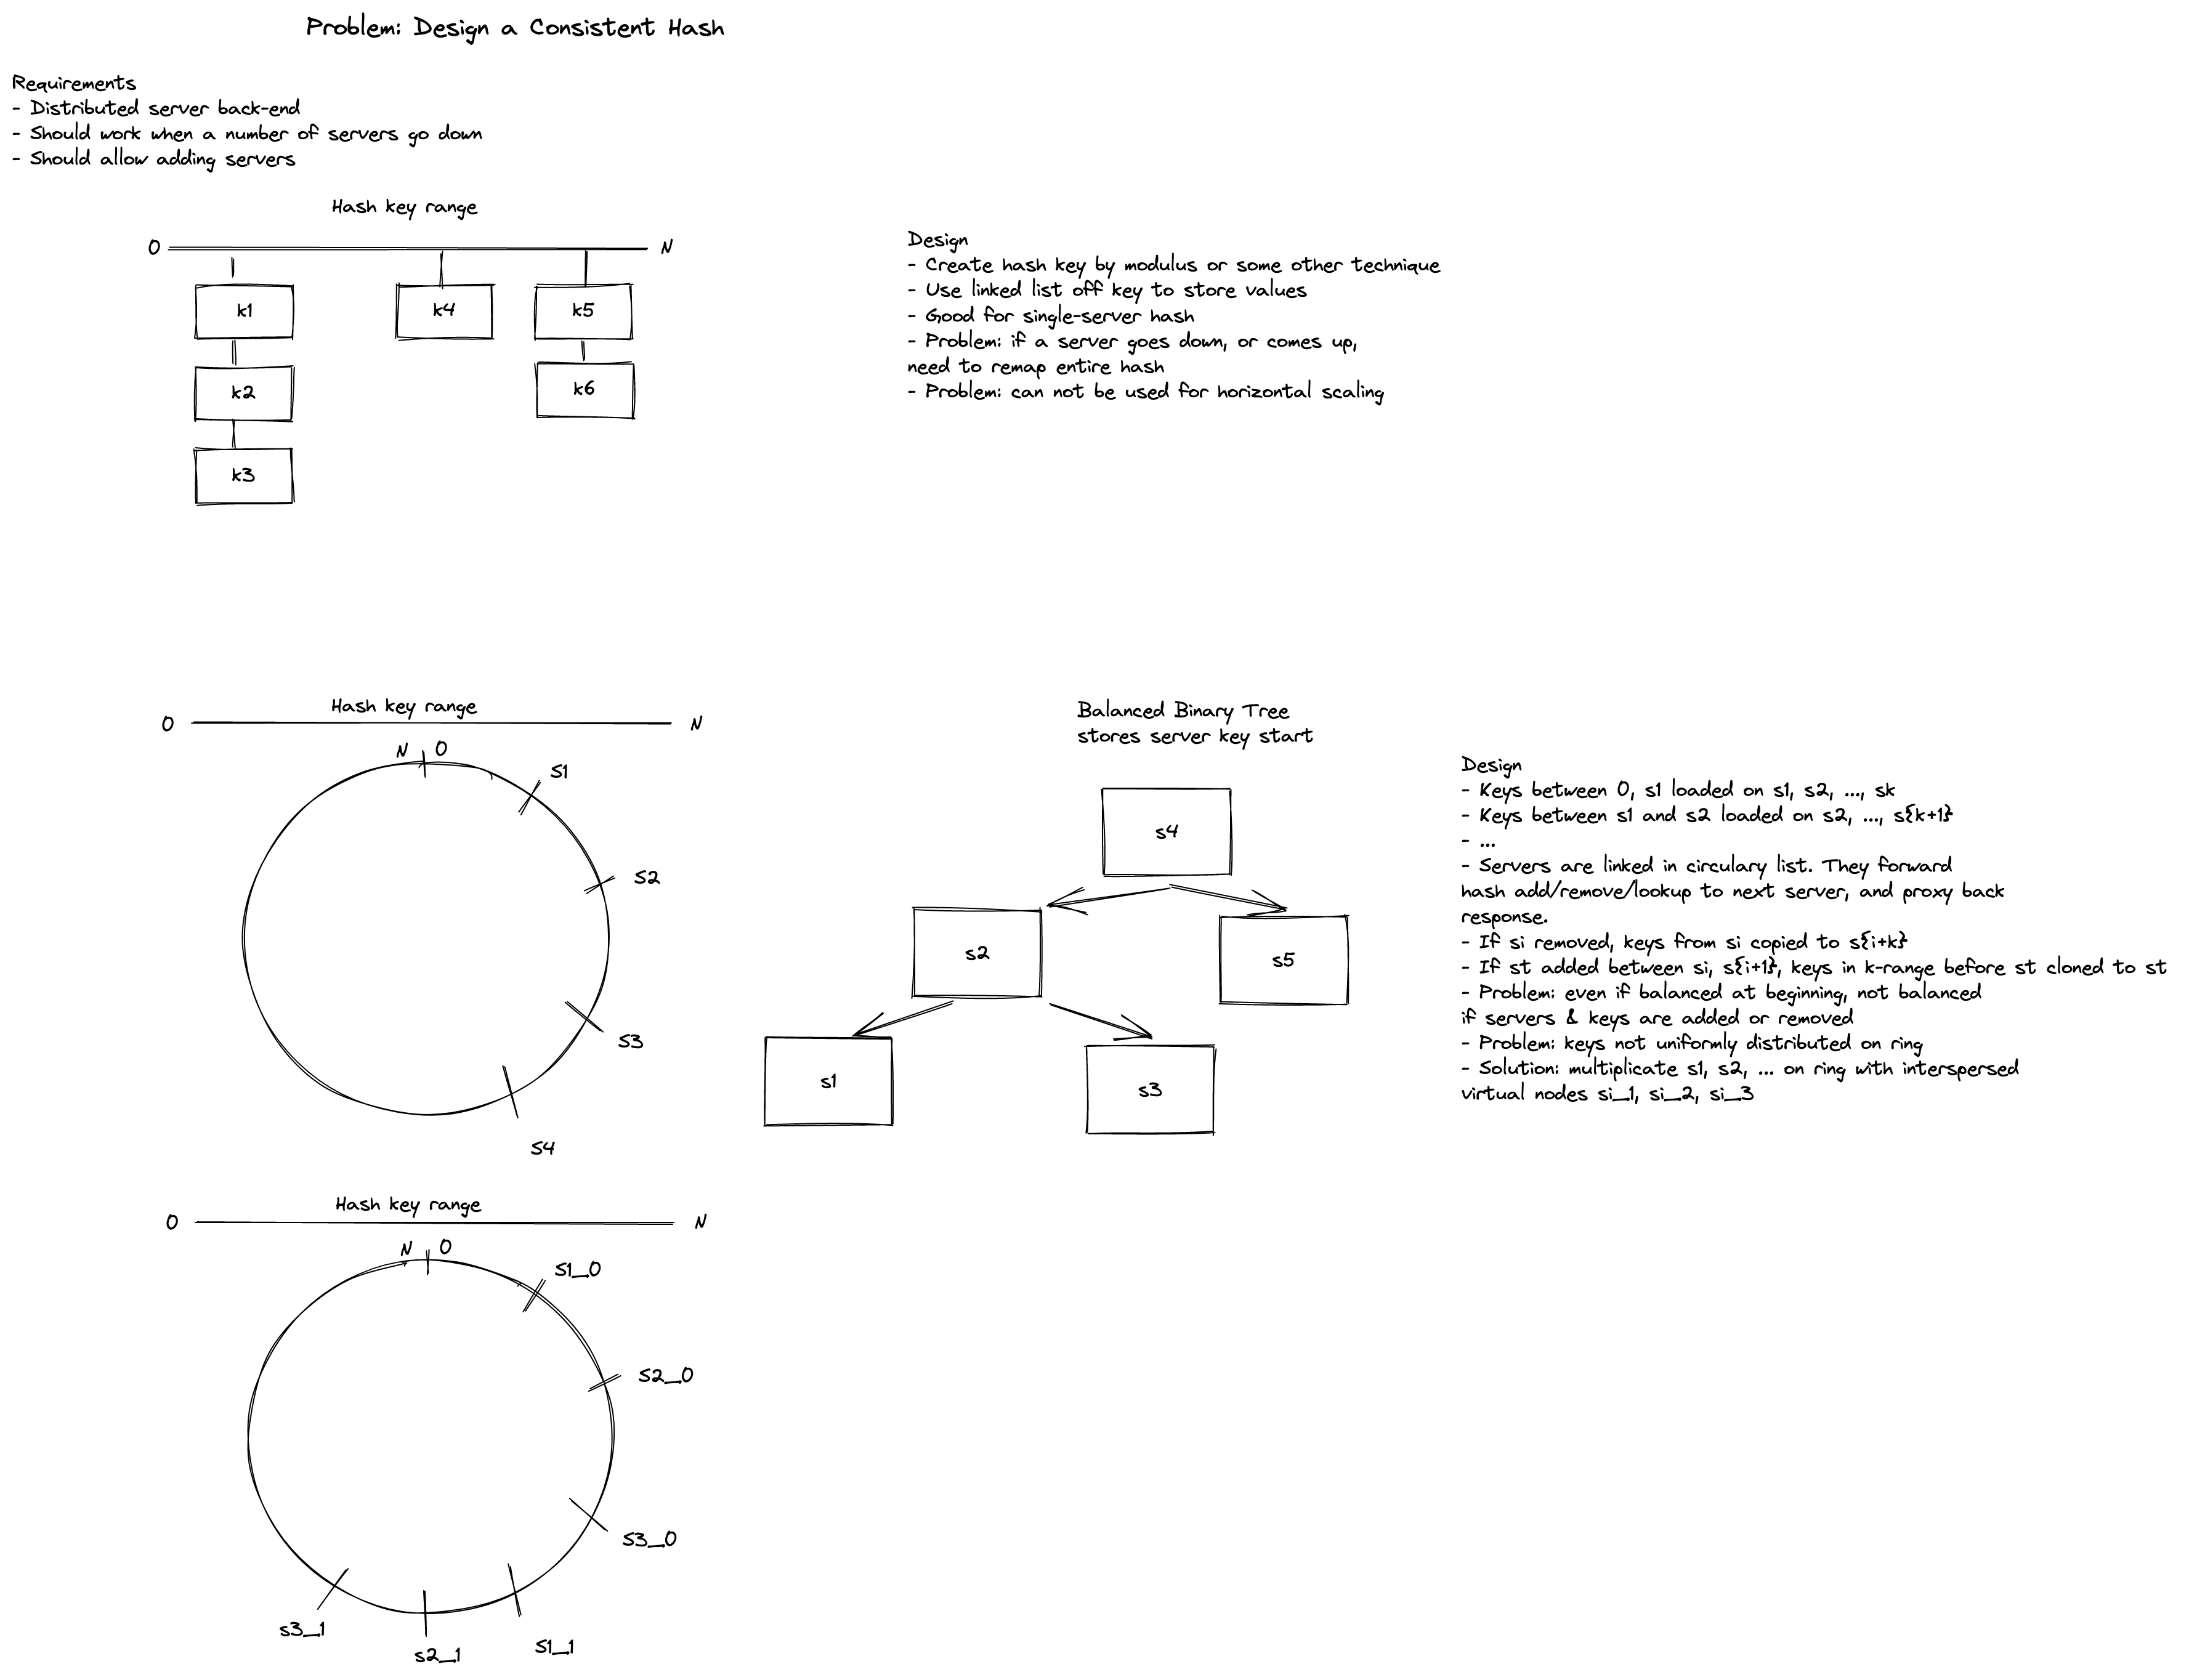 Problem: Design a Consistent Hash
Requirements
- Distributed server back-end
- Should work when a number of servers go down
- Should allow adding servers
Hash key range
0
N
k1
k4
k5
k2
k6
k3
Design
- Create hash key by modulus or some other technique
- Use linked list off key to store values
- Good for single-server hash
- Problem: if a server goes down, or comes up,
need to remap entire hash
- Problem: can not be used for horizontal scaling
Hash key range
0
N
N
0
S1
S2
S3
S4
Balanced Binary Tree
stores server key start
s4
s2
s5
s1
s3
Design
- Keys between 0, s1 loaded on s1, s2, ..., sk
- Keys between s1 and s2 loaded on s2, ..., s{k+1}
- ...
- Servers are linked in circulary list. They forward
hash add/remove/lookup to next server, and proxy back
response.
- If si removed, keys from si copied to s{i+k}
- If st added between si, s{i+1}, keys in k-range before st cloned to st
- Problem: even if balanced at beginning, not balanced
if servers & keys are added or removed
- Problem: keys not uniformly distributed on ring
- Solution: multiplicate s1, s2, ... on ring with interspersed
virtual nodes si_1, si_2, si_3
Hash key range
0
N
N
0
S1_0
S2_0
S3_0
S1_1
s2_1
s3_1